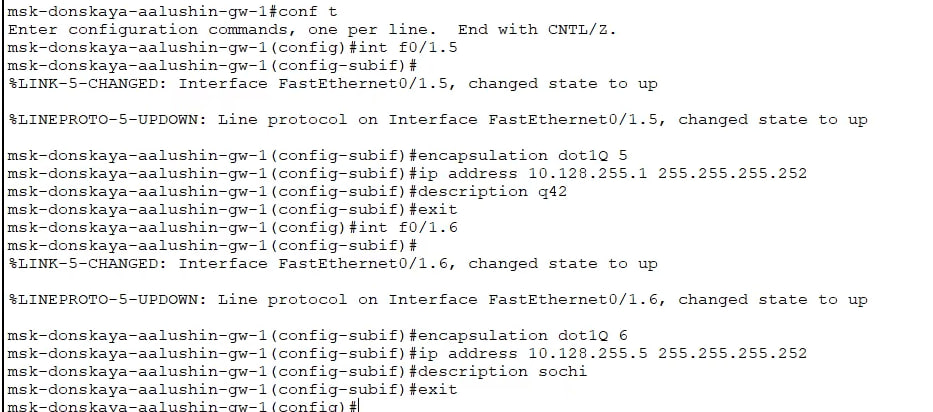 msk-donskaya-aalushin-gw-1#conf t
Enter configuration commands, one per line.  End with CNTL/Z.
msk-donskaya-aalushin-gw-1(config)#int f0/1.5
msk-donskaya-aalushin-gw-1(config-subif)#
%LINK-5-CHANGED: Interface FastEthernet0/1.5, changed state to up
%LINEPROTO-5-UPDOWN: Line protocol on Interface FastEthernet0/1.5, changed state to up
msk-donskaya-aalushin-gw-1(config-subif)#encapsulation dot1Q 5
msk-donskaya-aalushin-gw-1(config-subif)#ip address 10.128.255.1 255.255.255.252
msk-donskaya-aalushin-gw-1(config-subif)#description q42
msk-donskaya-aalushin-gw-1(config-subif)#exit
msk-donskaya-aalushin-gw-1(config)#int f0/1.6
msk-donskaya-aalushin-gw-1(config-subif)#
%LINK-5-CHANGED: Interface FastEthernet0/1.6, changed state to up
%LINEPROTO-5-UPDOWN: Line protocol on Interface FastEthernet0/1.6, changed state to up
msk-donskaya-aalushin-gw-1(config-subif)#encapsulation dot1Q 6
msk-donskaya-aalushin-gw-1(config-subif)#ip address 10.128.255.5 255.255.255.252
msk-donskaya-aalushin-gw-1(config-subif)#description sochi
msk-donskaya-aalushin-gw-1(config-subif)#exit
msk-donskaya-aalushin-gw-1(config)#